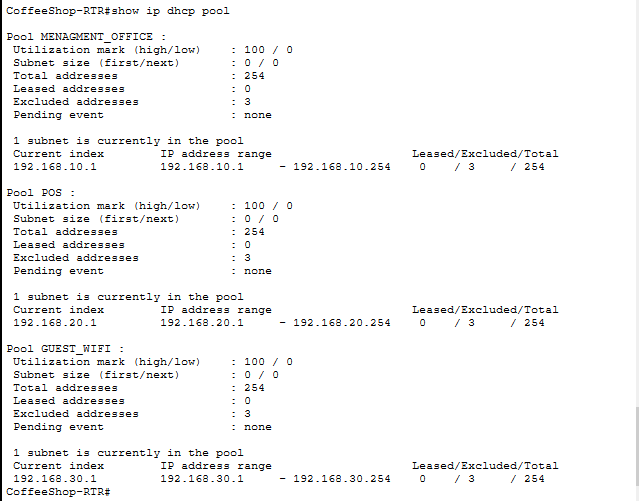 CoffeeShop-RTR#show ip dhcp pool
Pool MENAGMENT_OFFICE :
Utilization mark (high/low) : 100 / 0
Subnet size (first/next) : 0 / 0
Total addresses : 254
Leased addresses : 0
Excluded addresses : 3
Pending event : none
1 subnet is currently in the pool
Current index IP address range Leased/Excluded/Total
192.168.10.1 192.168.10.1 - 192.168.10.254 0 / 3 / 254
Pool POS :
Utilization mark (high/low) : 100 / 0
Subnet size (first/next) : 0 / 0
Total addresses : 254
Leased addresses : 0
Excluded addresses : 3
Pending event : none
1 subnet is currently in the pool
Current index IP address range Leased/Excluded/Total
192.168.20.1 192.168.20.1 - 192.168.20.254 0 / 3 / 254
Pool GUEST_WIFI :
Utilization mark (high/low) : 100 / 0
Subnet size (first/next) : 0 / 0
Total addresses : 254
Leased addresses : 0
Excluded addresses : 3
Pending event : none
1 subnet is currently in the pool
Current index IP address range Leased/Excluded/Total
192.168.30.1 192.168.30.1 - 192.168.30.254 0 / 3 / 254
CoffeeShop-RTR#